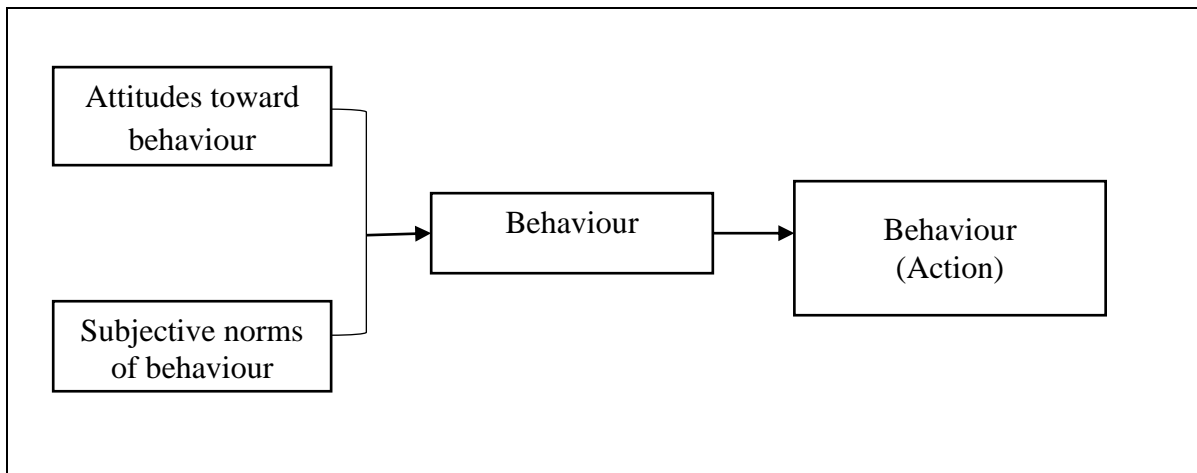 Attitudes toward
behaviour
Subjective norms
of behaviour
Behaviour
Behaviour
(Action)